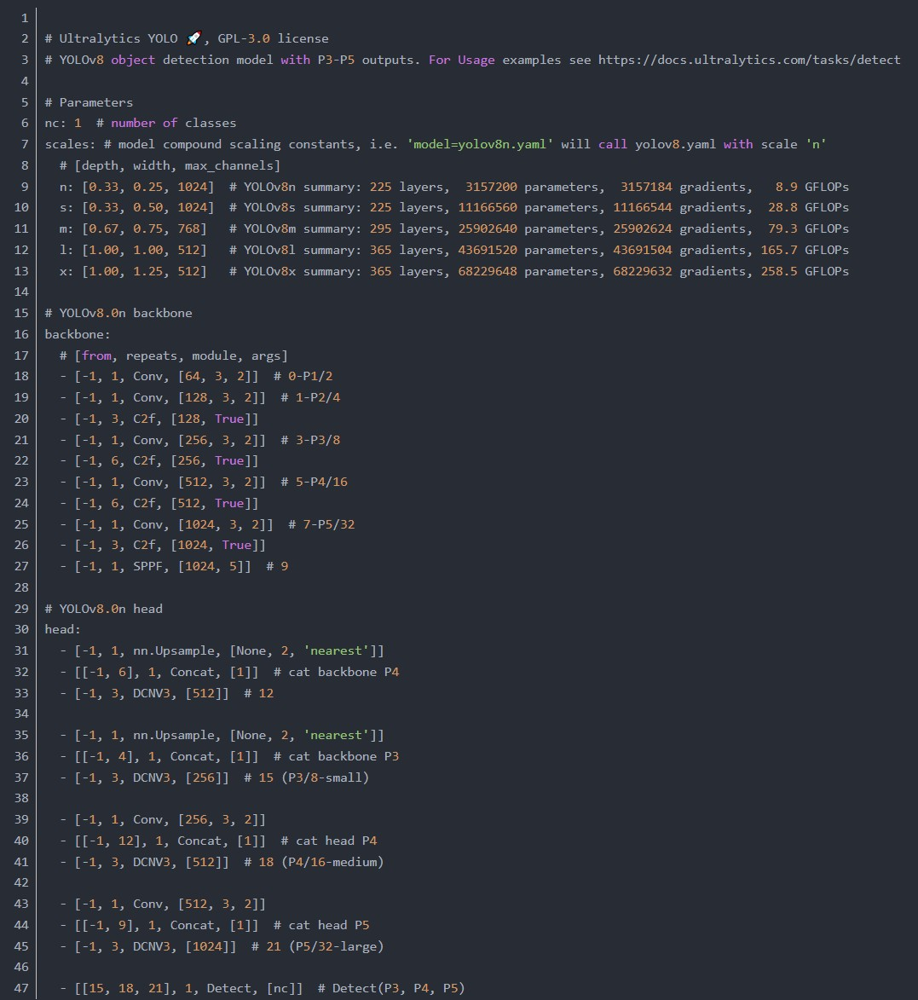 1
2 # Ultralytics YOLO 🚀, GPL-3.0 license
3 # YOLOv8 object detection model with P3-P5 outputs. For Usage examples see https://docs.ultralytics.com/tasks/detect
4
5 # Parameters
6 nc: 1  # number of classes
7 scales: # model compound scaling constants, i.e. 'model=yolov8n.yaml' will call yolov8.yaml with scale 'n'
8   # [depth, width, max_channels]
9   n: [0.33, 0.25, 1024]  # YOLOv8n summary: 225 layers,  3157200 parameters,  3157184 gradients,   8.9 GFLOPs
10   s: [0.33, 0.50, 1024]  # YOLOv8s summary: 225 layers, 11166560 parameters, 11166544 gradients,  28.8 GFLOPs
11   m: [0.67, 0.75, 768]   # YOLOv8m summary: 295 layers, 25902640 parameters, 25902624 gradients,  79.3 GFLOPs
12   l: [1.00, 1.00, 512]   # YOLOv8l summary: 365 layers, 43691520 parameters, 43691504 gradients, 165.7 GFLOPs
13   x: [1.00, 1.25, 512]   # YOLOv8x summary: 365 layers, 68229648 parameters, 68229632 gradients, 258.5 GFLOPs
14
15 # YOLOv8.0n backbone
16 backbone:
17   # [from, repeats, module, args]
18   - [-1, 1, Conv, [64, 3, 2]]  # 0-P1/2
19   - [-1, 1, Conv, [128, 3, 2]]  # 1-P2/4
20   - [-1, 3, C2f, [128, True]]
21   - [-1, 1, Conv, [256, 3, 2]]  # 3-P3/8
22   - [-1, 6, C2f, [256, True]]
23   - [-1, 1, Conv, [512, 3, 2]]  # 5-P4/16
24   - [-1, 6, C2f, [512, True]]
25   - [-1, 1, Conv, [1024, 3, 2]]  # 7-P5/32
26   - [-1, 3, C2f, [1024, True]]
27   - [-1, 1, SPPF, [1024, 5]]  # 9
28
29 # YOLOv8.0n head
30 head:
31   - [-1, 1, nn.Upsample, [None, 2, 'nearest']]
32   - [[-1, 6], 1, Concat, [1]]  # cat backbone P4
33   - [-1, 3, DCNV3, [512]]  # 12
34
35   - [-1, 1, nn.Upsample, [None, 2, 'nearest']]
36   - [[-1, 4], 1, Concat, [1]]  # cat backbone P3
37   - [-1, 3, DCNV3, [256]]  # 15 (P3/8-small)
38
39   - [-1, 1, Conv, [256, 3, 2]]
40   - [[-1, 12], 1, Concat, [1]]  # cat head P4
41   - [-1, 3, DCNV3, [512]]  # 18 (P4/16-medium)
42
43   - [-1, 1, Conv, [512, 3, 2]]
44   - [[-1, 9], 1, Concat, [1]]  # cat head P5
45   - [-1, 3, DCNV3, [1024]]  # 21 (P5/32-large)
46
47   - [[15, 18, 21], 1, Detect, [nc]]  # Detect(P3, P4, P5)